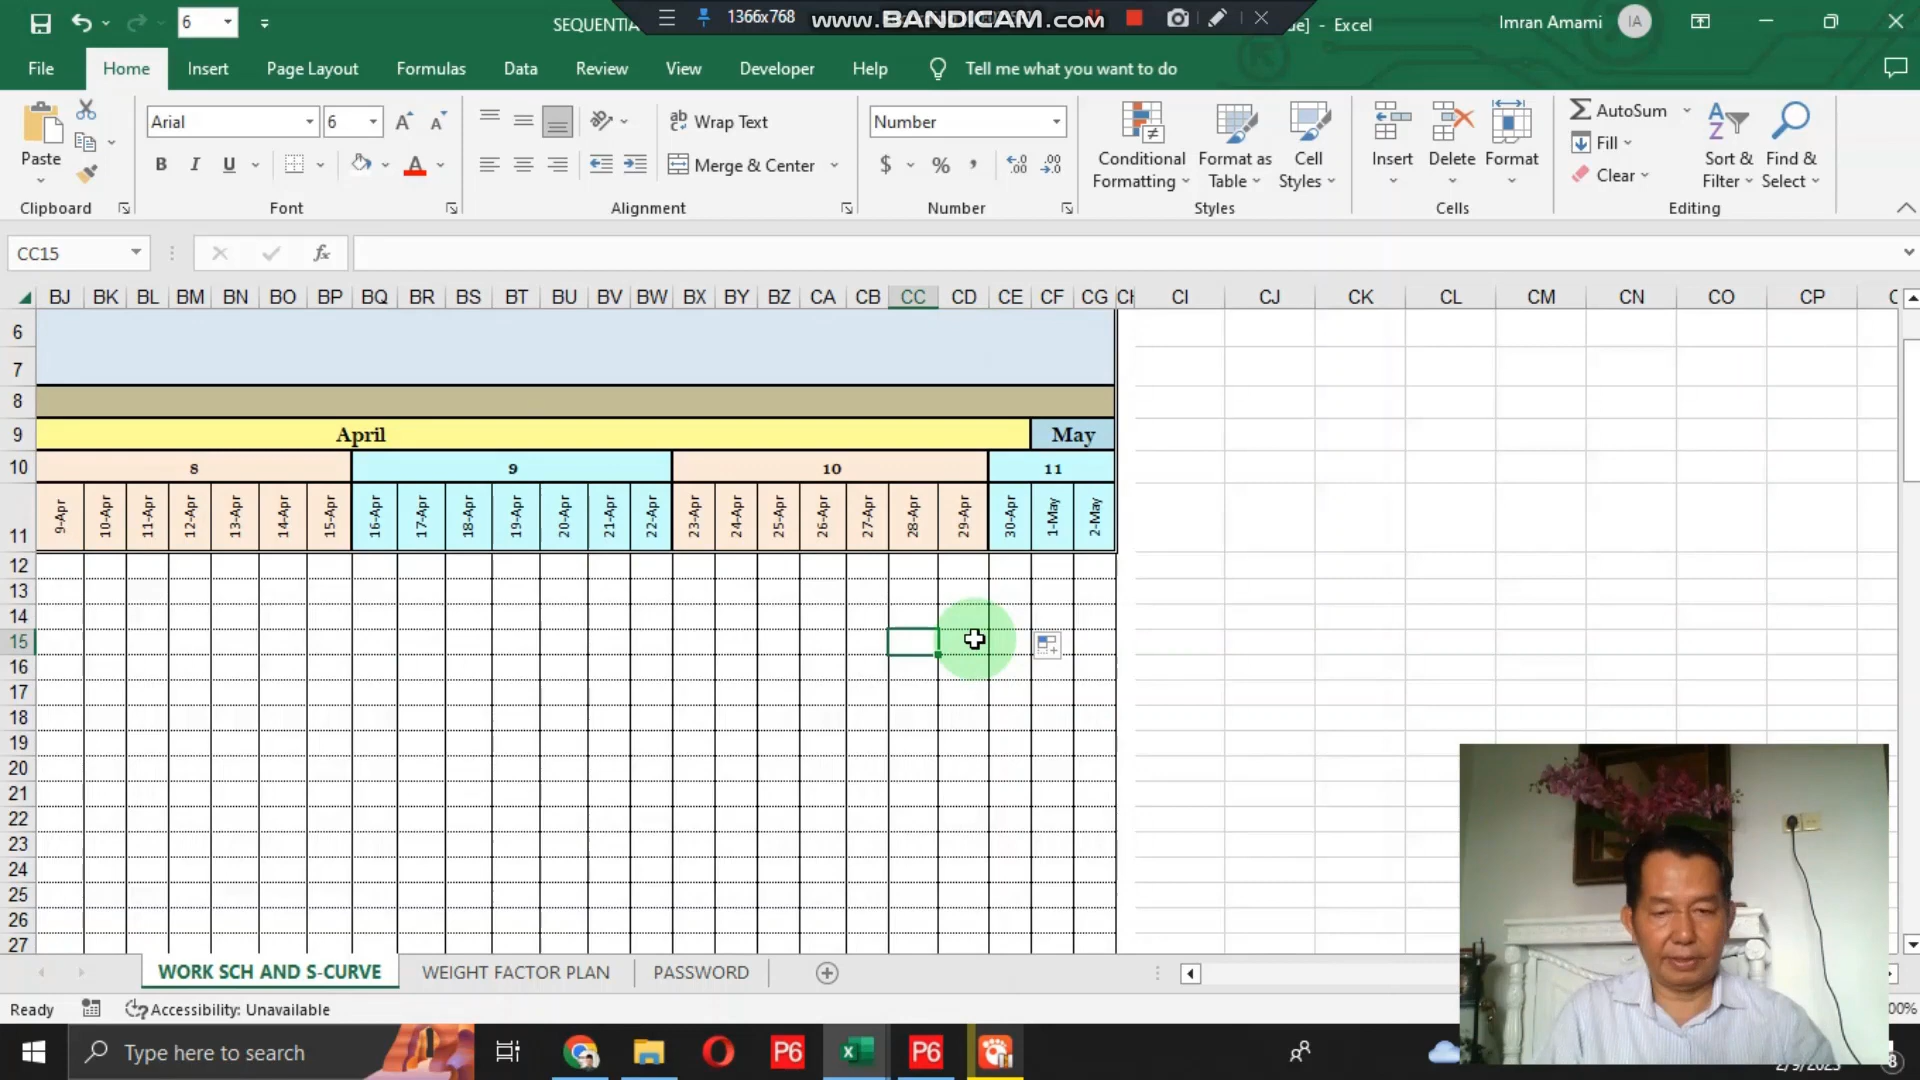 6
SEQUENTIA
1366x768
www.BANDICAM.com
e] - Excel
Imran Amami
IA
File
Home
Insert
Page Layout
Formulas
Data
Review
View
Developer
Help
Tell me what you want to do
Paste
Arial
6
Wrap Text
Merge & Center
Number
Conditional
Formatting
Format as
Table
Cell
Styles
Insert
Delete
Format
AutoSum
Fill
Clear
Sort &
Filter
Find &
Select
Clipboard
Font
Alignment
Number
Styles
Cells
Editing
CC15
BJ BK BL BM BN BO BP BQ BR BS BT BU BV BW BX BY BZ CA CB CC CD CE CF CG CH CI CJ CK CL CM CN CO CP
6
7
8
9 April May
10 8 9 10 11
11 9-Apr 10-Apr 11-Apr 12-Apr 13-Apr 14-Apr 15-Apr 16-Apr 17-Apr 18-Apr 19-Apr 20-Apr 21-Apr 22-Apr 23-Apr 24-Apr 25-Apr 26-Apr 27-Apr 28-Apr 29-Apr 30-Apr 1-May 2-May
12
13
14
15
16
17
18
19
20
21
22
23
24
25
26
27
WORK SCH AND S-CURVE
WEIGHT FACTOR PLAN
PASSWORD
Ready
Accessibility: Unavailable
Type here to search
P6
P6